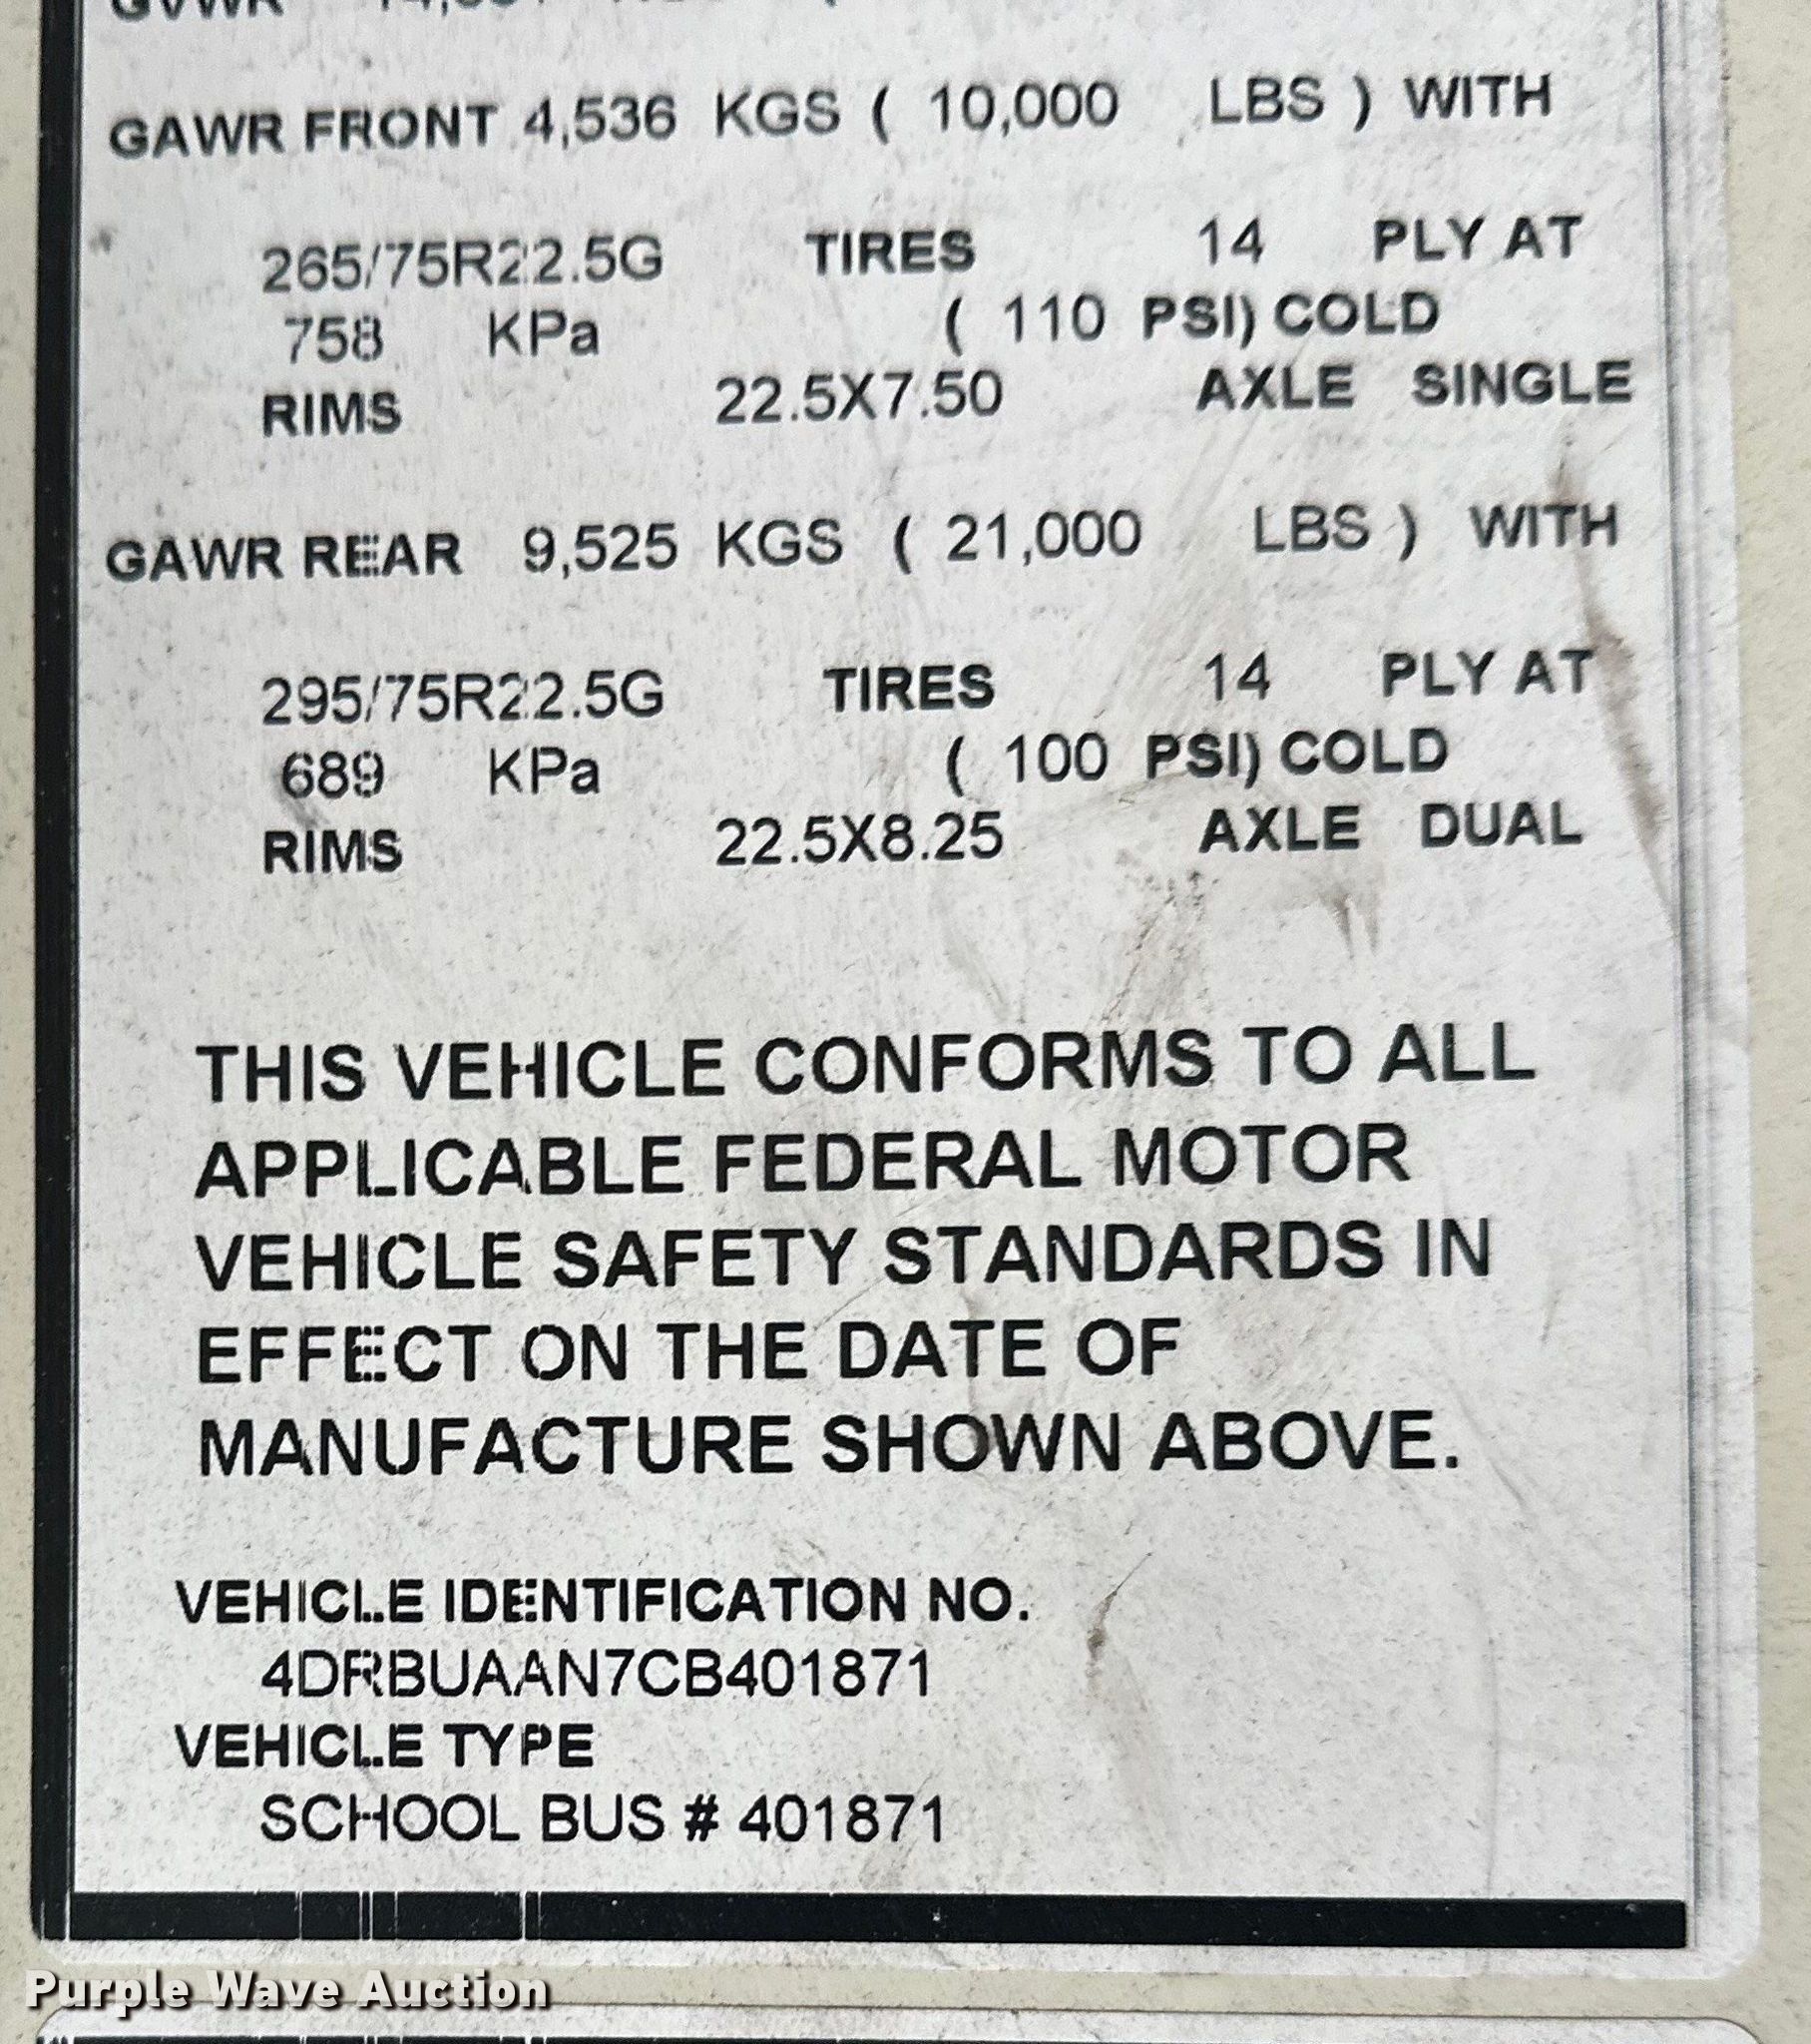 GVWR
GAWR FRONT 4,536 KGS ( 10,000 LBS ) WITH
265/75R22.5G TIRES 14 PLY AT
758 KPa ( 110 PSI) COLD
RIMS 22.5X7.50 AXLE SINGLE
GAWR REAR 9,525 KGS ( 21,000 LBS ) WITH
295/75R22.5G TIRES 14 PLY AT
689 KPa ( 100 PSI) COLD
RIMS 22.5X8.25 AXLE DUAL
THIS VEHICLE CONFORMS TO ALL
APPLICABLE FEDERAL MOTOR
VEHICLE SAFETY STANDARDS IN
EFFECT ON THE DATE OF
MANUFACTURE SHOWN ABOVE.
VEHICLE IDENTIFICATION NO.
4DRBUAAN7CB401871
VEHICLE TYPE
SCHOOL BUS # 401871
Purple Wave Auction